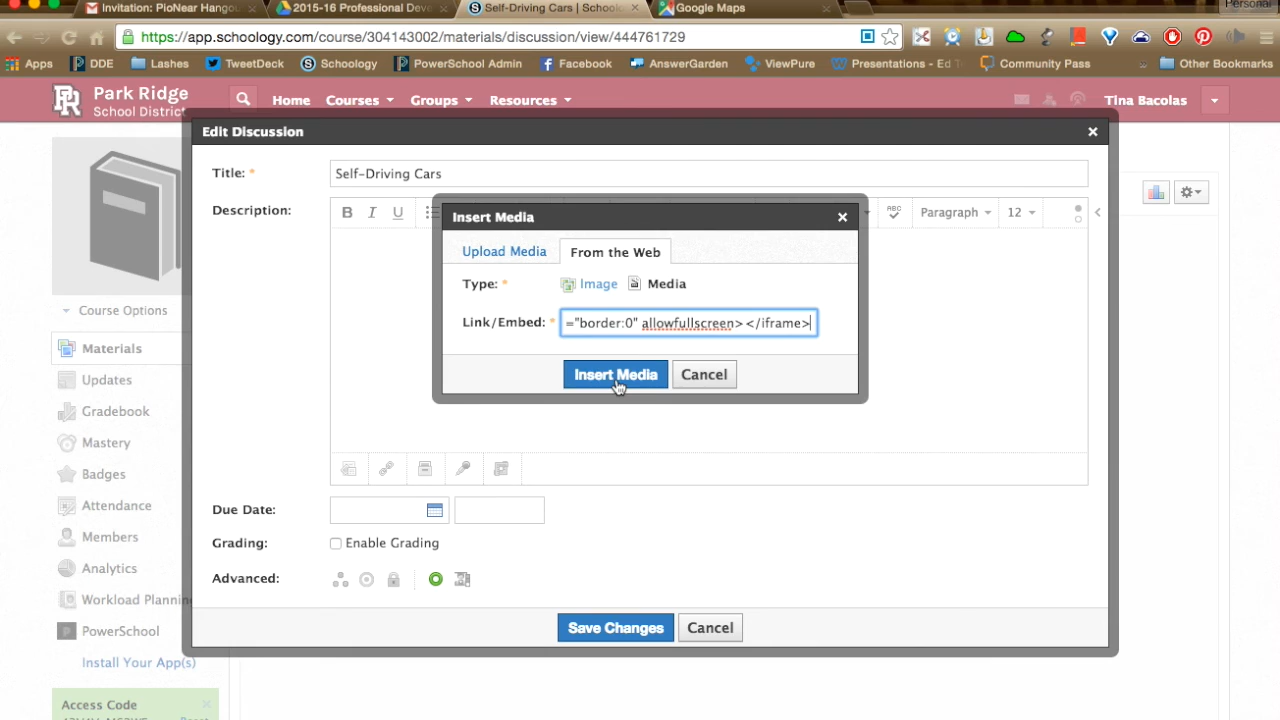 Invitation: PioNear Hangou
2015-16 Professional Deve
Self-Driving Cars | Schoolo
Google Maps
Personal
https://app.schoology.com/course/304143002/materials/discussion/view/444761729
Apps
DDE
Lashes
TweetDeck
Schoology
PowerSchool Admin
Facebook
AnswerGarden
ViewPure
Presentations - Ed T
Community Pass
Other Bookmarks
PR
Park Ridge
School District
Home
Courses
Groups
Resources
Tina Bacolas
Edit Discussion
Title: *
Self-Driving Cars
Description:
B I U
ABC
Paragraph
12
Insert Media
Upload Media
From the Web
Type: *
Image
Media
Link/Embed: *
="border:0" allowfullscreen></iframe>
Insert Media
Cancel
Course Options
Materials
Updates
Gradebook
Mastery
Badges
Attendance
Members
Analytics
Workload Plannin
PowerSchool
Install Your App(s)
Due Date:
Grading:
Enable Grading
Advanced:
Save Changes
Cancel
Access Code